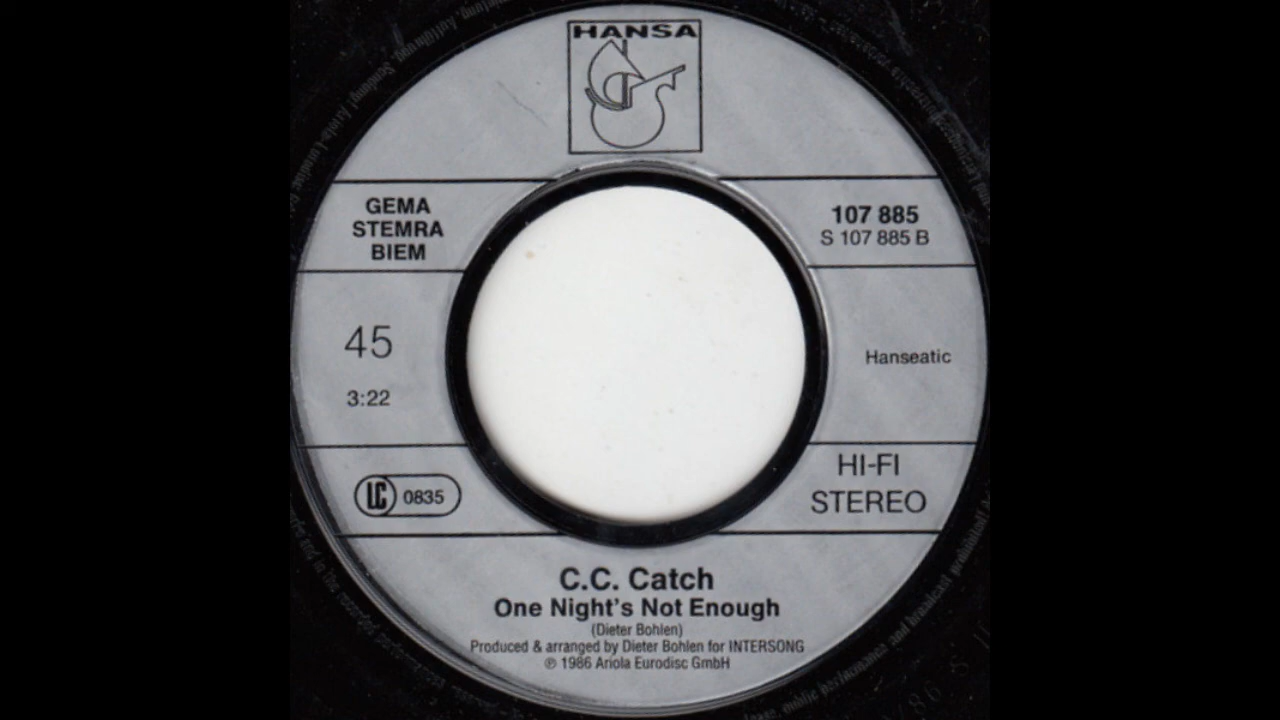 HANSA
GEMA
STEMRA
BIEM
107 885
S 107 885 B
45
3:22
Hanseatic
LC 0835
HI-FI
STEREO
C.C. Catch
One Night's Not Enough
(Dieter Bohlen)
Produced & arranged by Dieter Bohlen for INTERSONG
℗ 1986 Ariola Eurodisc GmbH